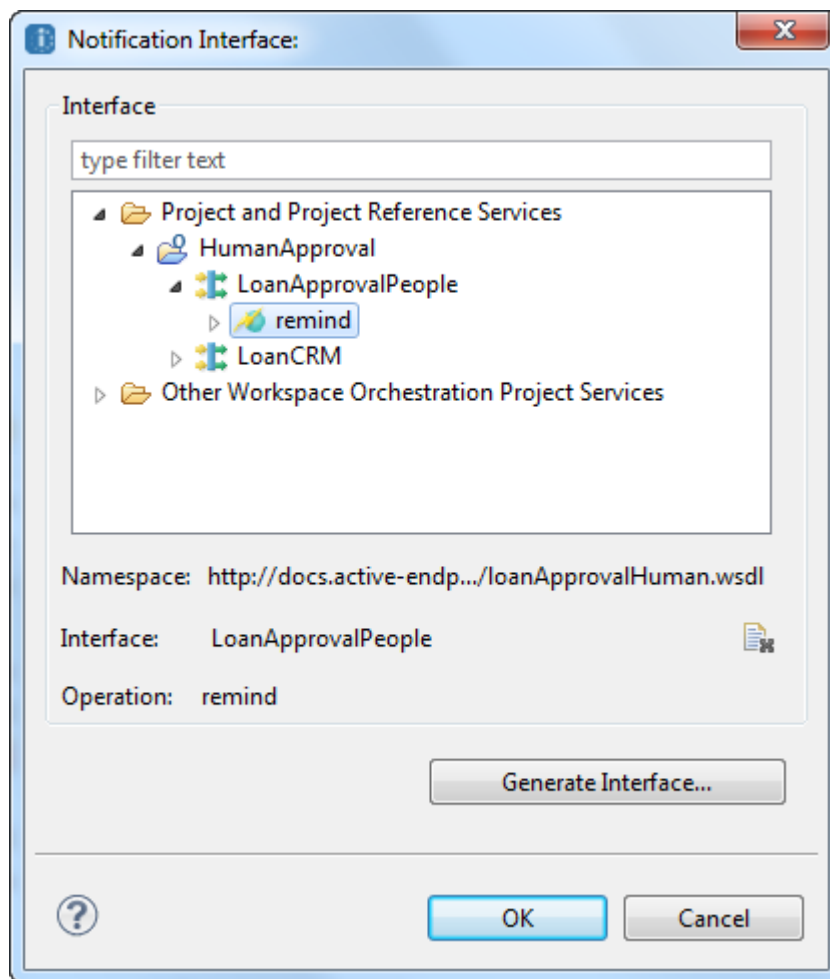 Notification Interface:
Interface
type filter text
Project and Project Reference Services
HumanApproval
LoanApprovalPeople
remind
LoanCRM
Other Workspace Orchestration Project Services
Namespace: http://docs.active-endp.../loanApprovalHuman.wsdl
Interface: LoanApprovalPeople
Operation: remind
Generate Interface...
OK Cancel